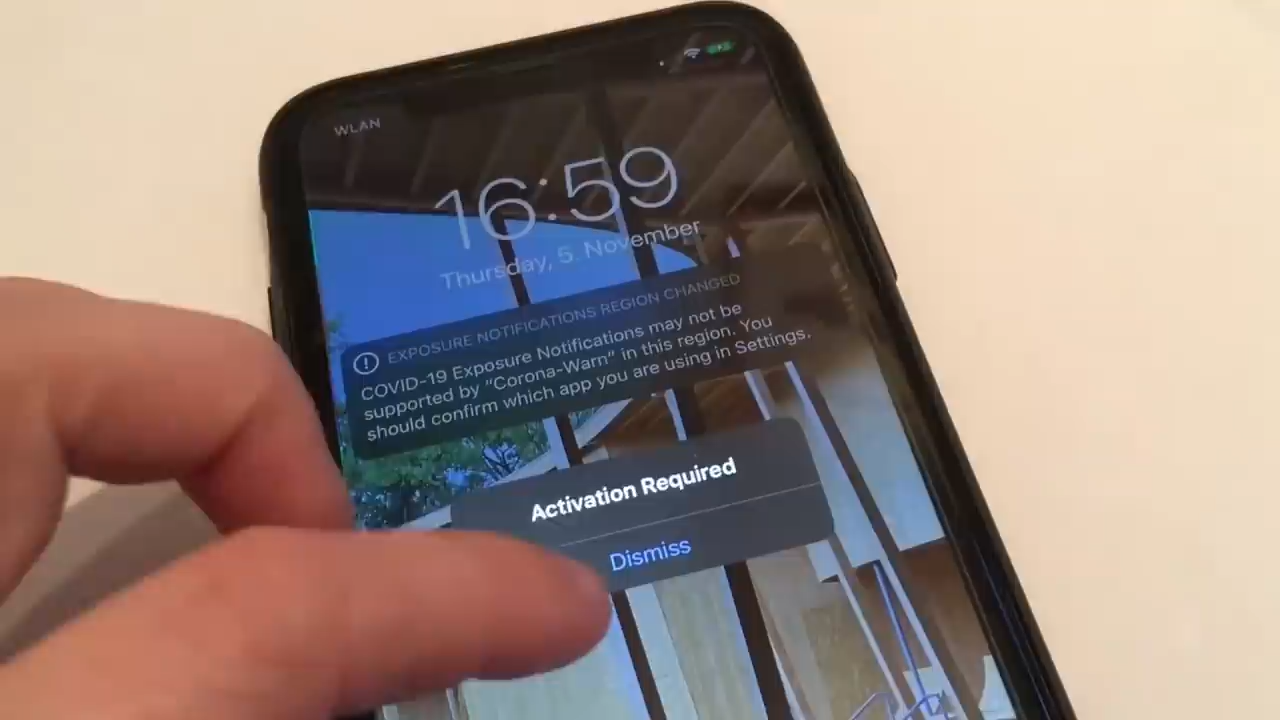 WLAN
16:59
Thursday, 5. November
EXPOSURE NOTIFICATIONS REGION CHANGED
COVID-19 Exposure Notifications may not be
supported by "Corona-Warn" in this region. You
should confirm which app you are using in Settings.
Activation Required
Dismiss